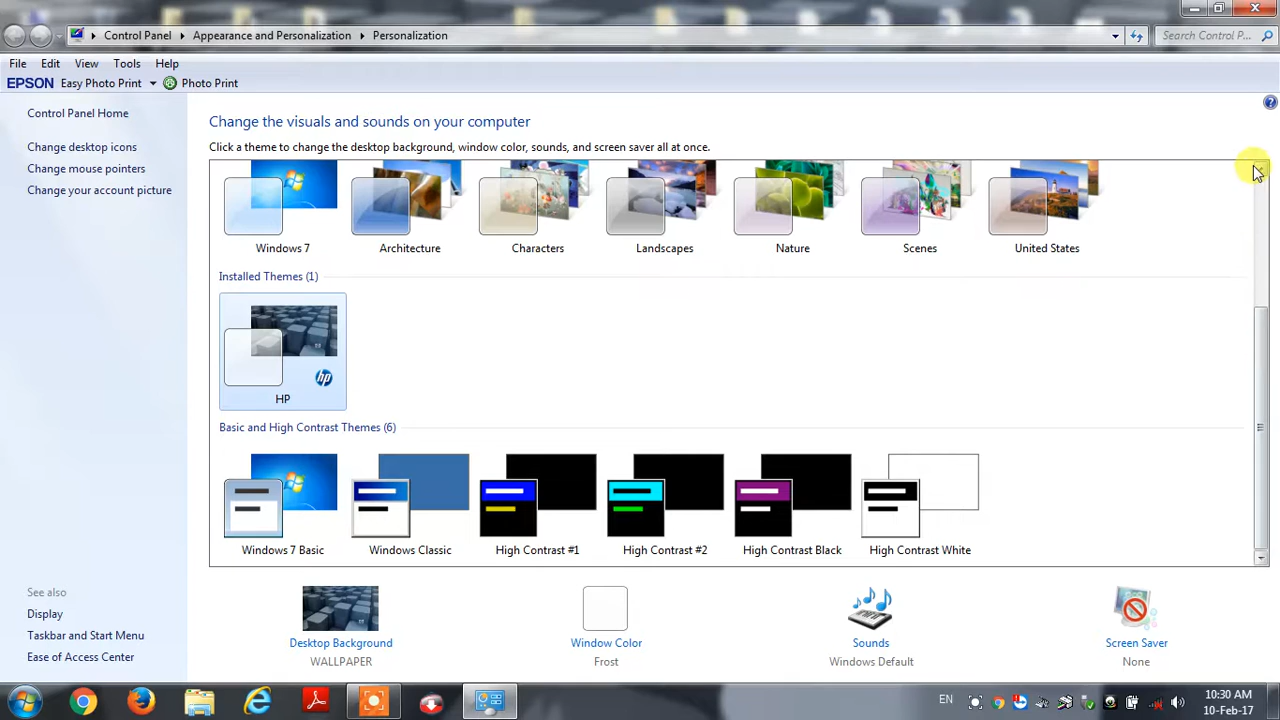 Control Panel
Appearance and Personalization
Personalization
Search Control P...
File
Edit
View
Tools
Help
EPSON
Easy Photo Print
Photo Print
Control Panel Home
Change desktop icons
Change mouse pointers
Change your account picture
Change the visuals and sounds on your computer
Click a theme to change the desktop background, window color, sounds, and screen saver all at once.
Windows 7
Architecture
Characters
Landscapes
Nature
Scenes
United States
Installed Themes (1)
hp
HP
Basic and High Contrast Themes (6)
Windows 7 Basic
Windows Classic
High Contrast #1
High Contrast #2
High Contrast Black
High Contrast White
See also
Display
Taskbar and Start Menu
Ease of Access Center
Desktop Background
WALLPAPER
Window Color
Frost
Sounds
Windows Default
Screen Saver
None
EN
10:30 AM
10-Feb-17